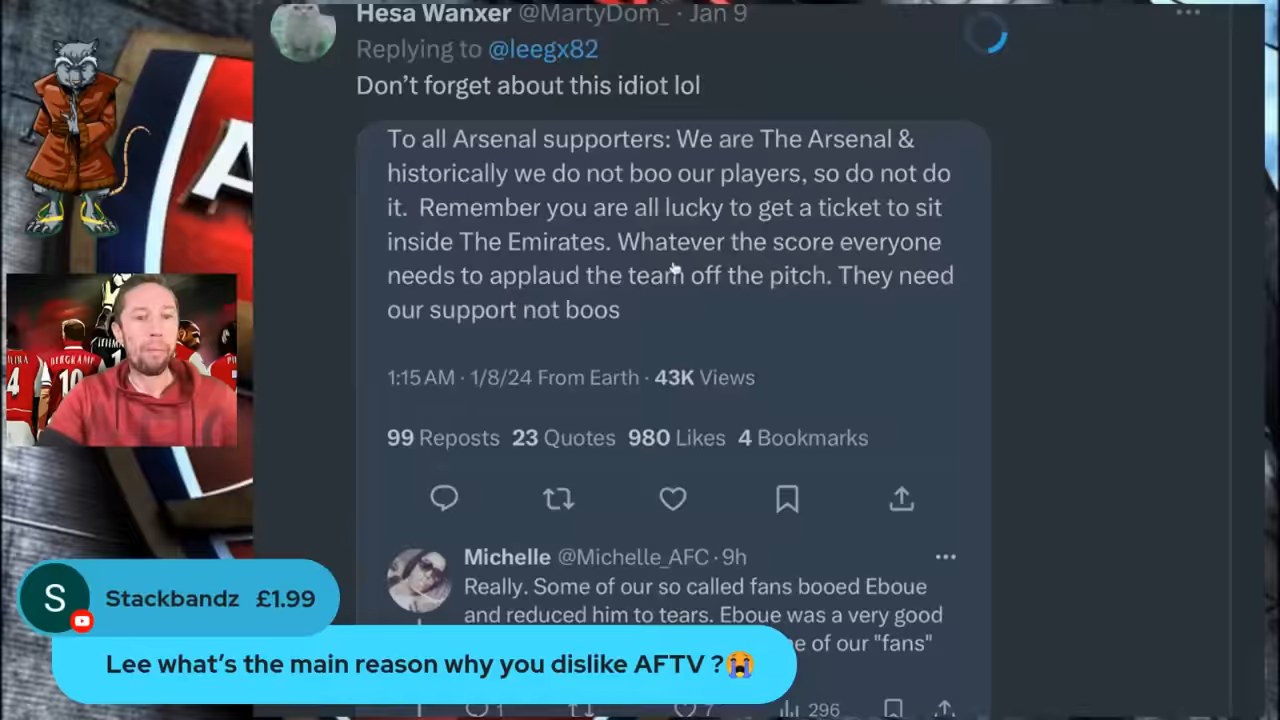 Hesa Wanxer @MartyDom_ · Jan 9
Replying to @leegx82
Don’t forget about this idiot lol
To all Arsenal supporters: We are The Arsenal &
historically we do not boo our players, so do not do
it. Remember you are all lucky to get a ticket to sit
inside The Emirates. Whatever the score everyone
needs to applaud the team off the pitch. They need
our support not boos
1:15 AM · 1/8/24 From Earth · 43K Views
99 Reposts 23 Quotes 980 Likes 4 Bookmarks
Michelle @Michelle_AFC · 9h
Really. Some of our so called fans booed Eboue
and reduced him to tears. Eboue was a very good
of our "fans"
1 7 296
A
4
BERGKAMP
10
S
Stackbandz £1.99
Lee what’s the main reason why you dislike AFTV ?😭